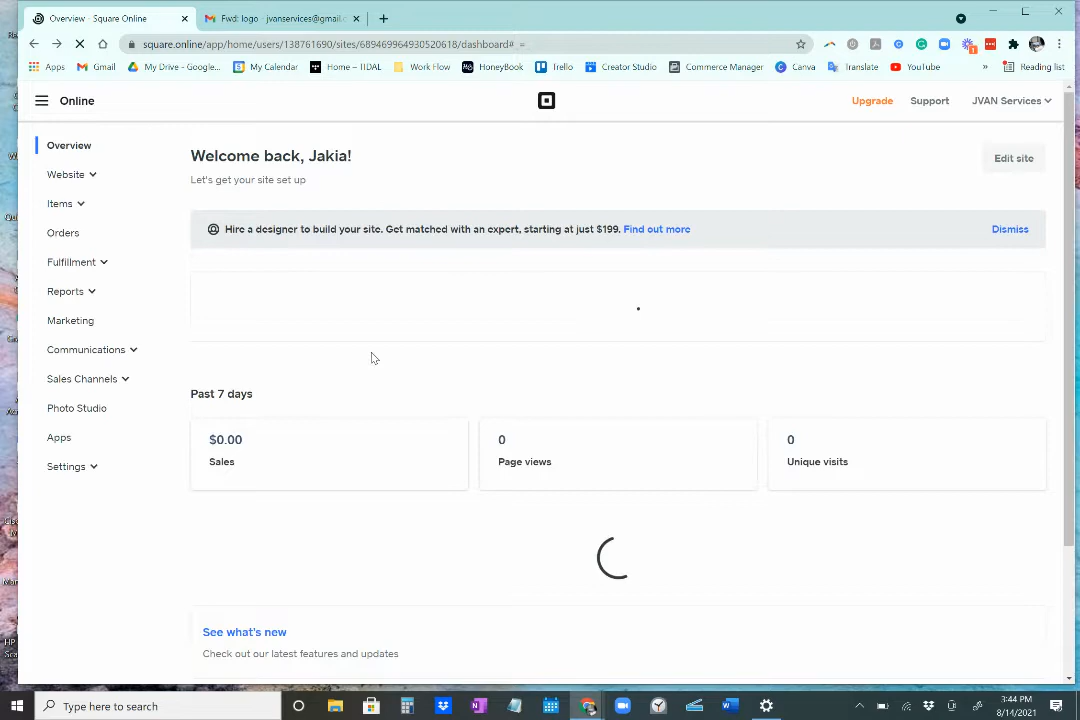 Overview - Square Online
Fwd: logo - jvanservices@gmail.c
square.online/app/home/users/138761690/sites/689469964930520618/dashboard#_=_
Apps
Gmail
My Drive - Google...
My Calendar
Home – TIDAL
Work Flow
HoneyBook
Trello
Creator Studio
Commerce Manager
Canva
Translate
YouTube
»
Reading list
Online
Upgrade
Support
JVAN Services
Overview
Website
Items
Orders
Fulfillment
Reports
Marketing
Communications
Sales Channels
Photo Studio
Apps
Settings
Welcome back, Jakia!
Let's get your site set up
Edit site
Hire a designer to build your site. Get matched with an expert, starting at just $199. Find out more
Dismiss
Past 7 days
$0.00
Sales
0
Page views
0
Unique visits
See what's new
Check out our latest features and updates
Type here to search
3:44 PM
8/14/2021